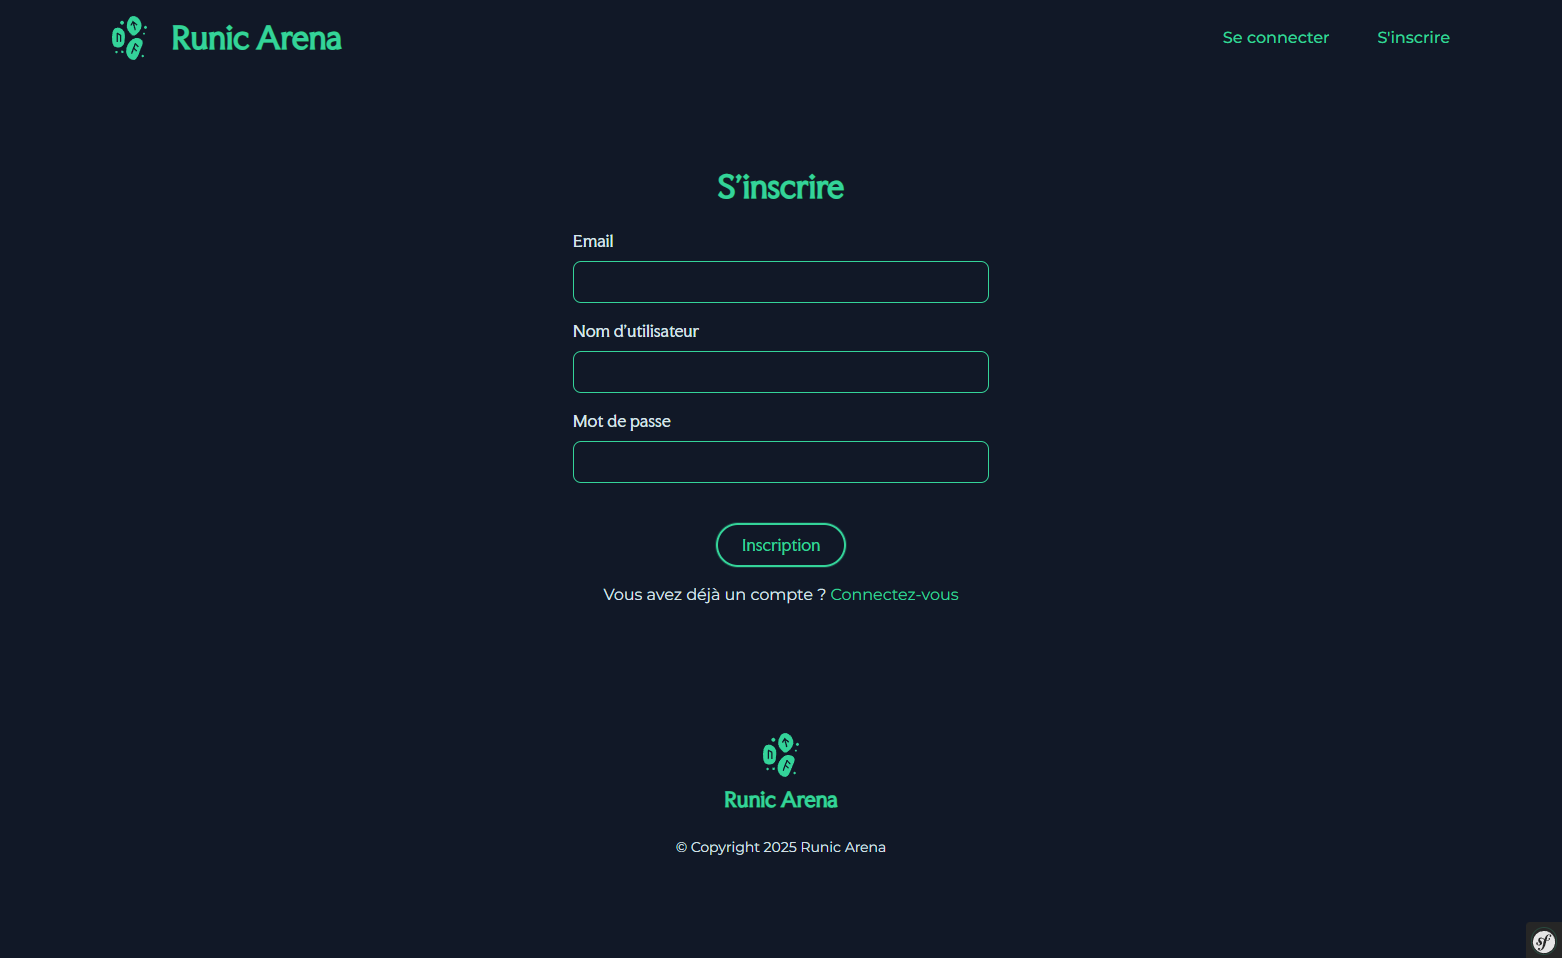 Runic Arena
Se connecter
S'inscrire
S'inscrire
Email
Nom d'utilisateur
Mot de passe
Inscription
Vous avez déjà un compte ? Connectez-vous
Runic Arena
© Copyright 2025 Runic Arena
sf